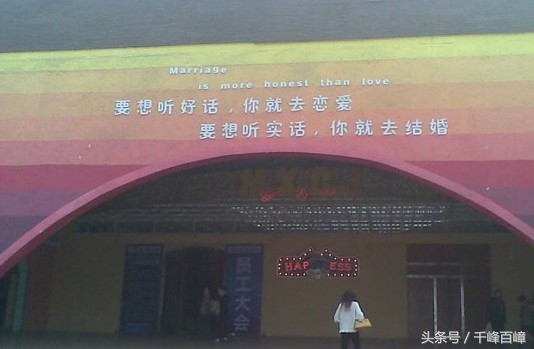 Marriage
is more honest than love
要想听好话，你就去恋爱
要想听实话，你就去结婚
HAPPINESS
员工大会
头条号 / 千峰百嶂